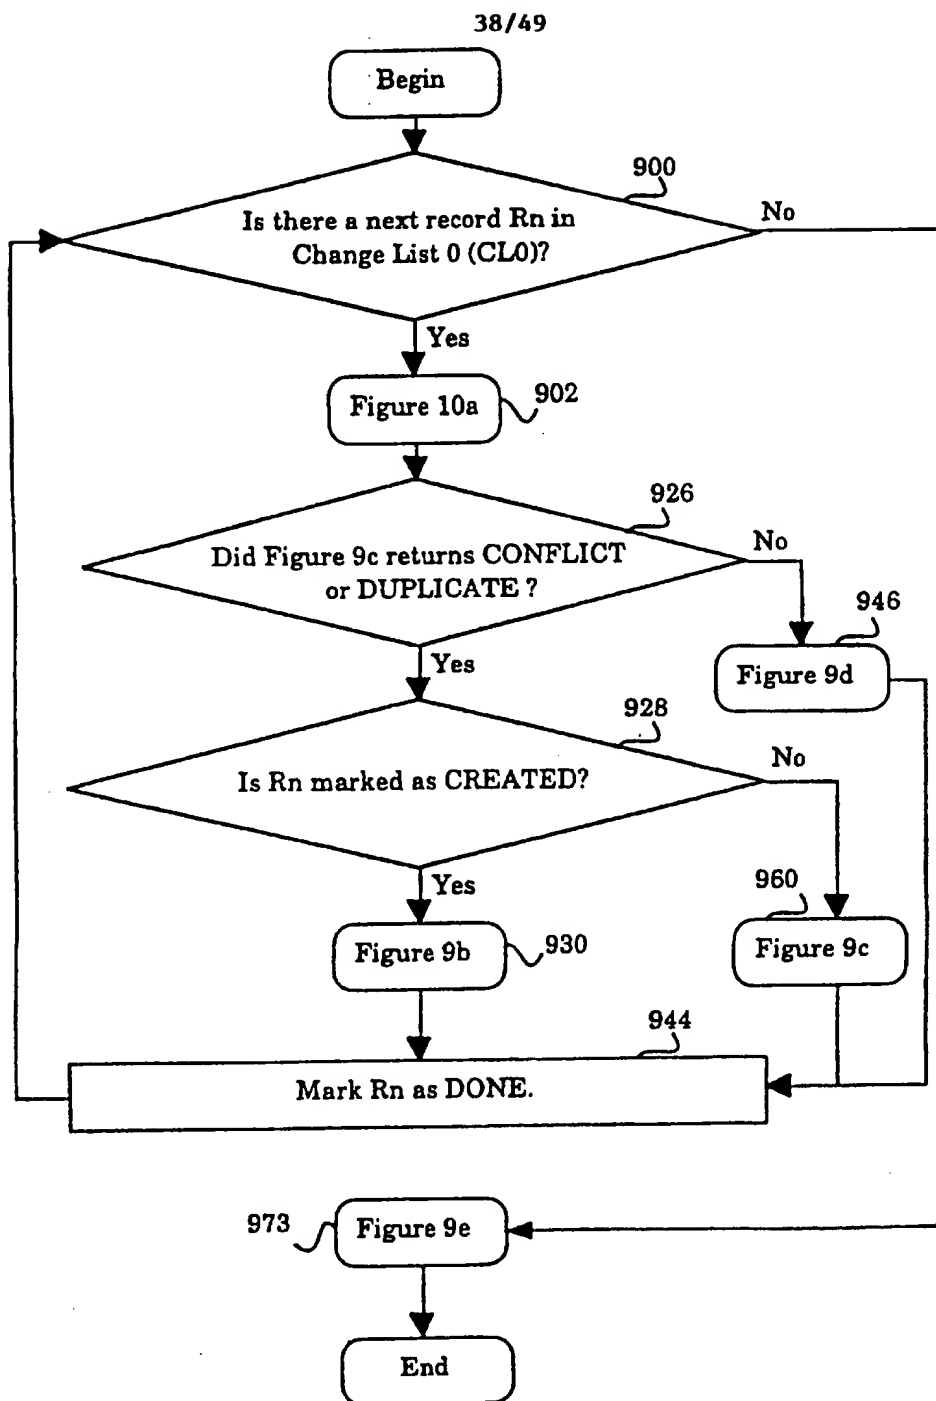 38/49
Begin
900
Is there a next record Rn in
Change List 0 (CL0)?
No
Yes
Figure 10a
902
926
Did Figure 9c returns CONFLICT
or DUPLICATE ?
No
946
Figure 9d
Yes
928
Is Rn marked as CREATED?
No
Yes
960
Figure 9b
930
Figure 9c
944
Mark Rn as DONE.
973
Figure 9e
End